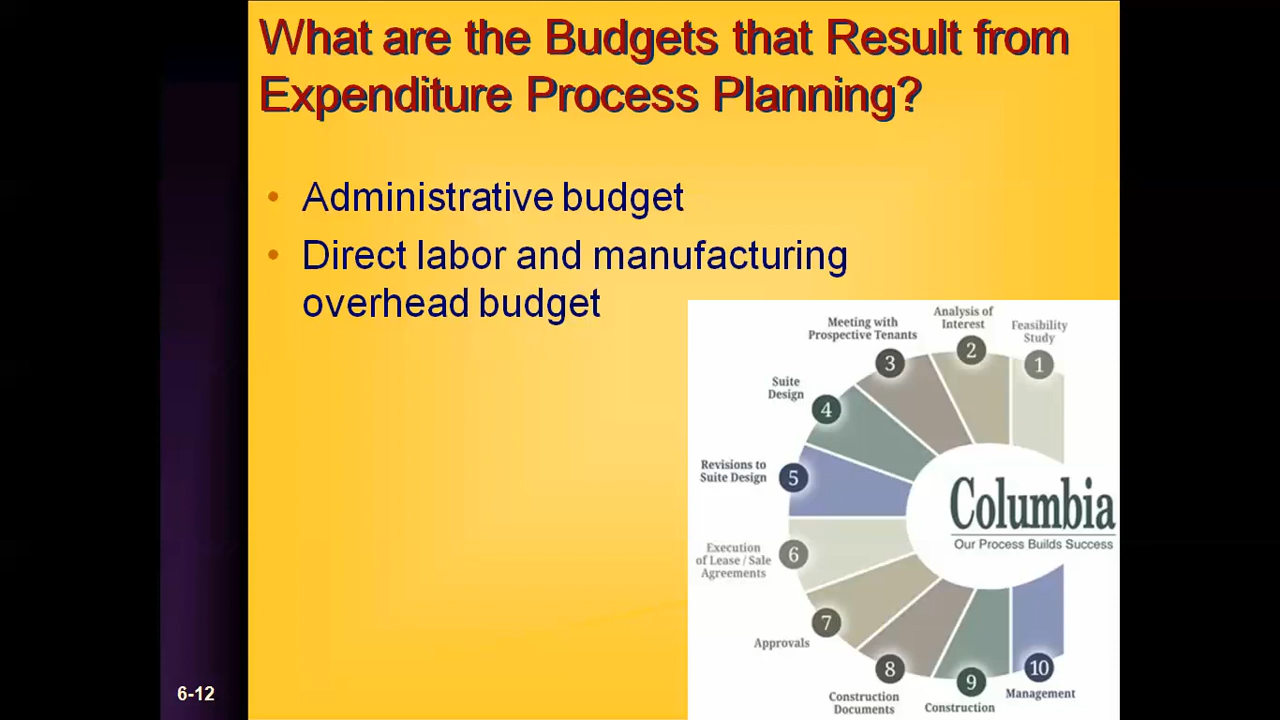 What are the Budgets that Result from
Expenditure Process Planning?
• Administrative budget
• Direct labor and manufacturing
overhead budget
Feasibility
Study
1
Analysis of
Interest
2
Meeting with
Prospective Tenants
3
Suite
Design
4
Revisions to
Suite Design
5
Execution
of Lease / Sale
Agreements
6
Approvals
7
Construction
Documents
8
Construction
9
Management
10
Columbia
Our Process Builds Success
6-12